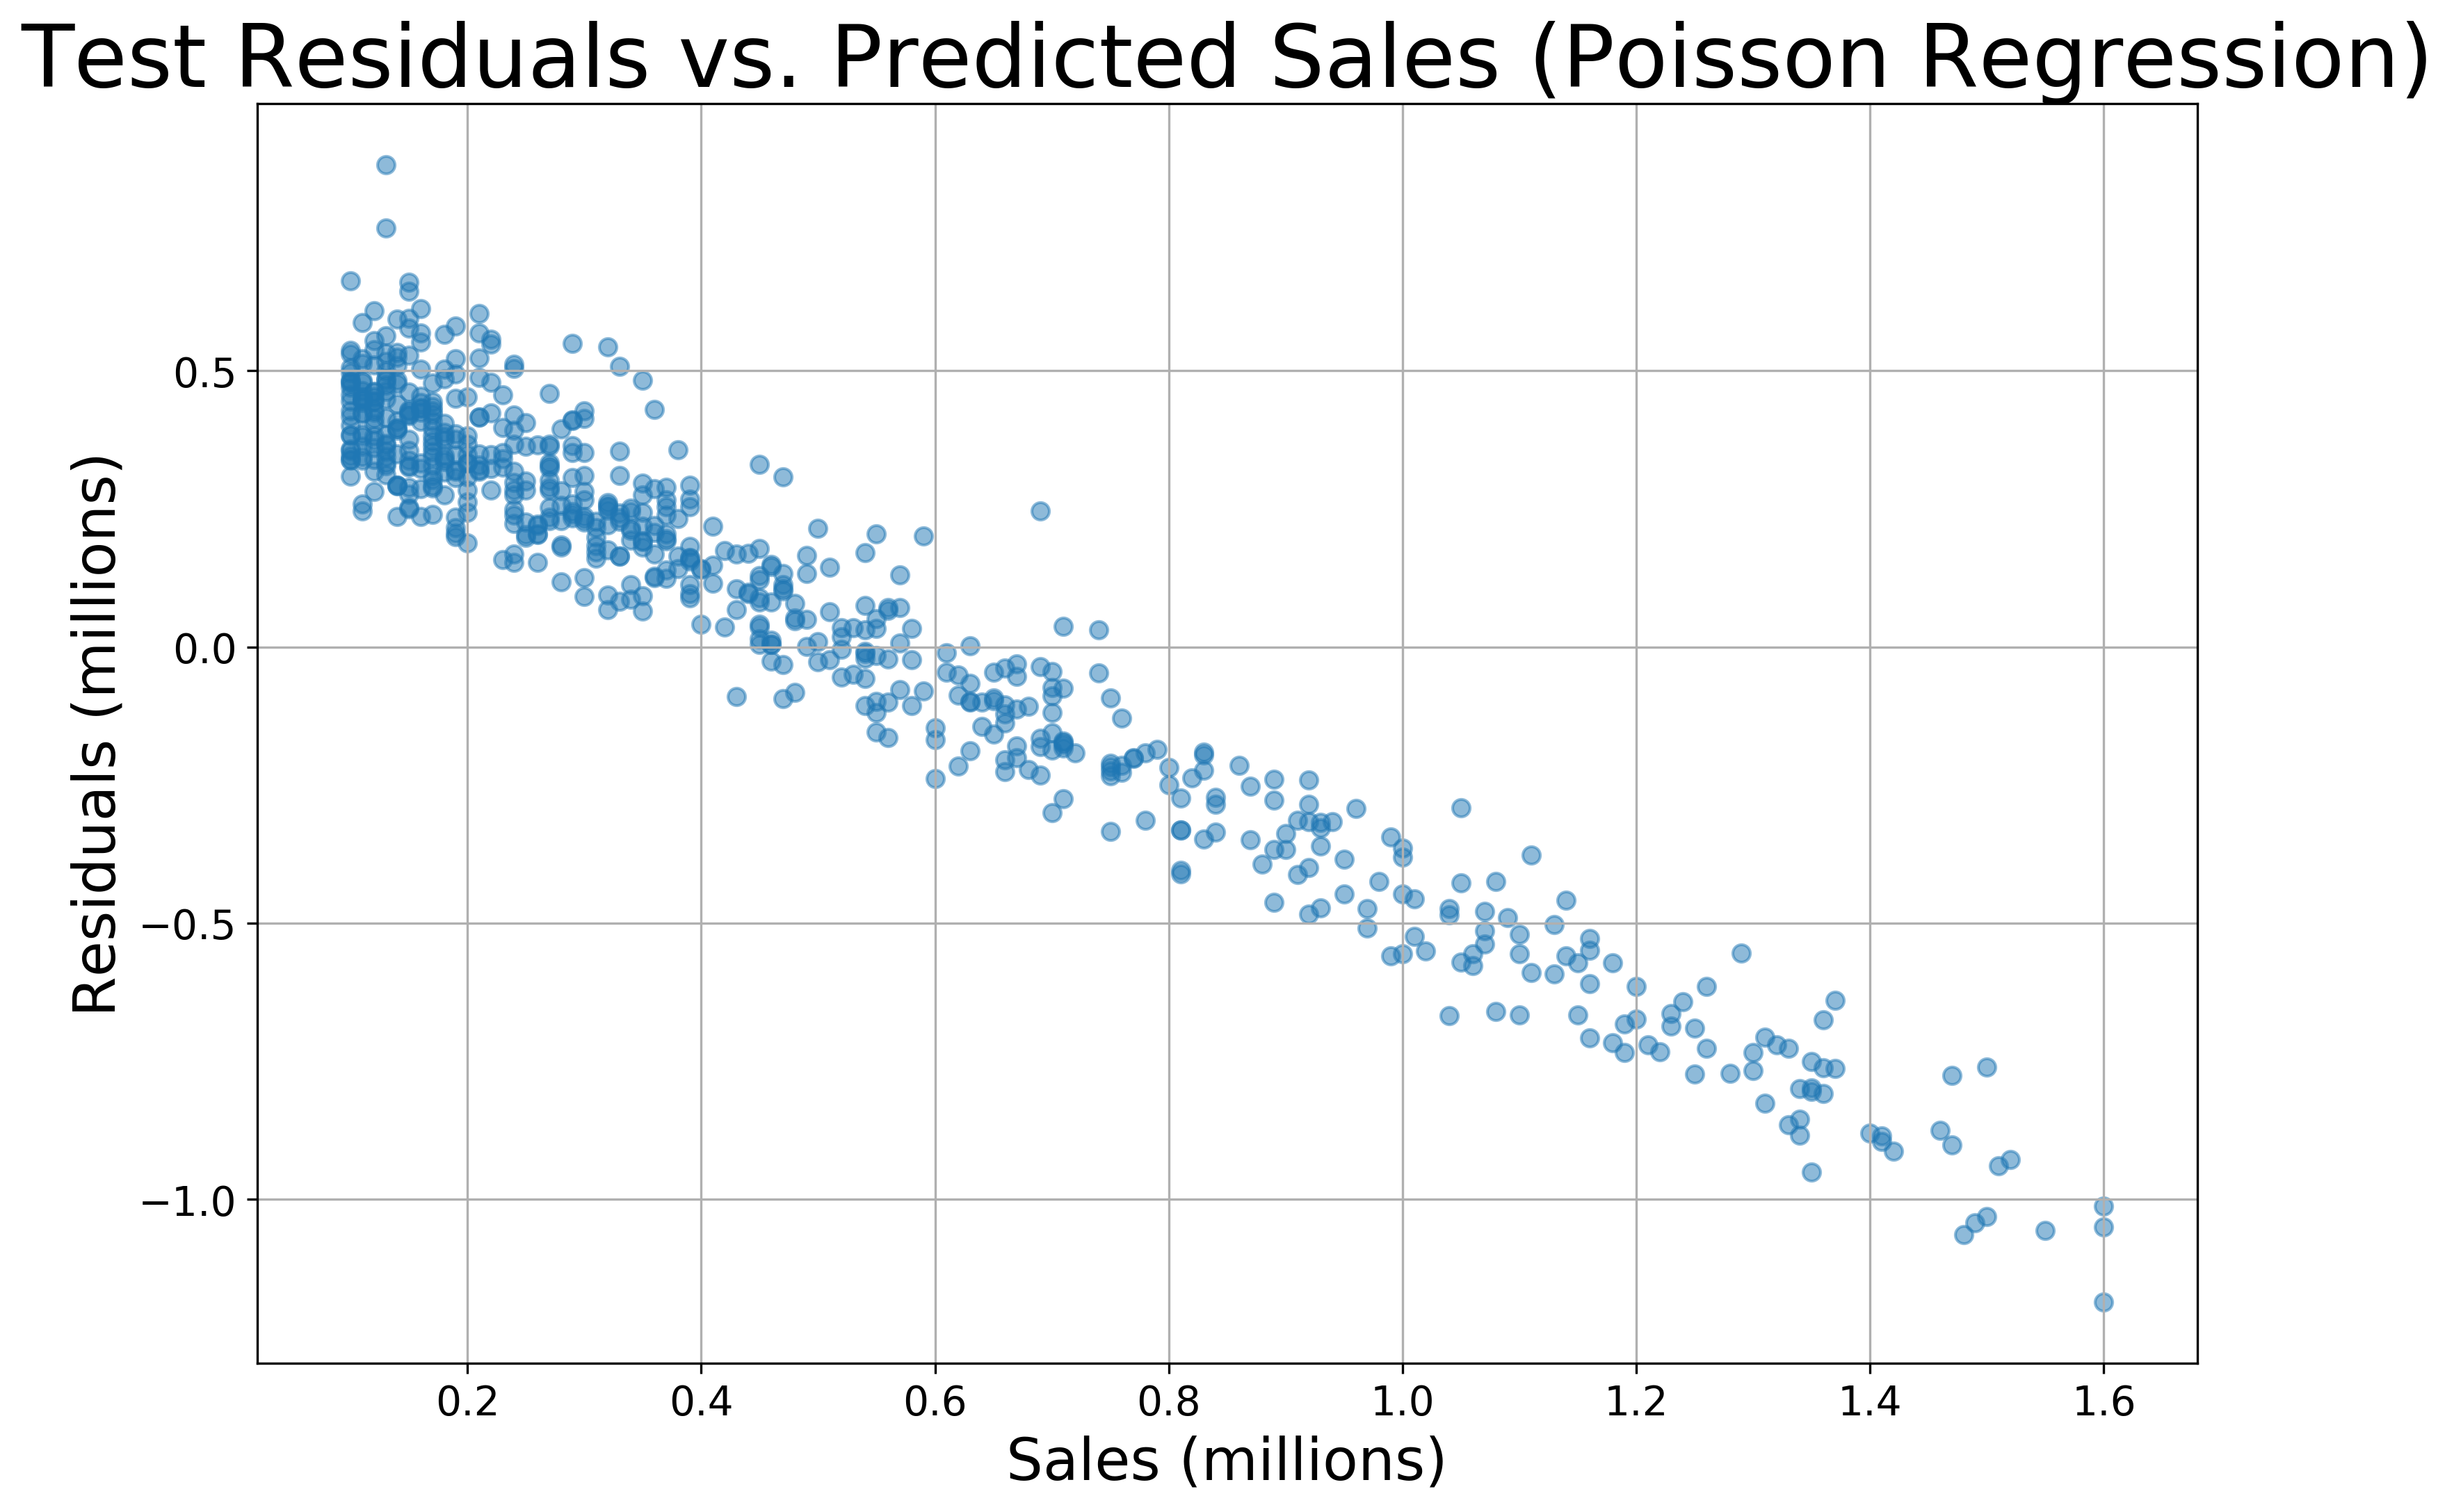 Test Residuals vs. Predicted Sales (Poisson Regression)
Residuals (millions)
0.5
0.0
−0.5
−1.0
0.2 0.4 0.6 0.8 1.0 1.2 1.4 1.6
Sales (millions)